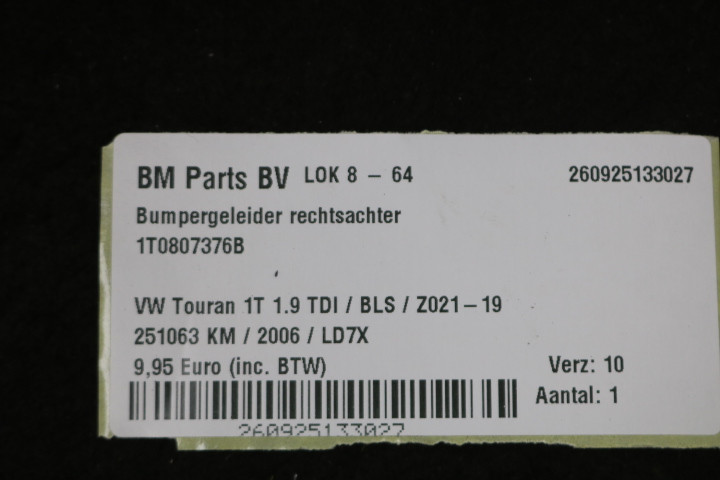 BM Parts BV LOK 8 - 64 260925133027
Bumpergeleider rechtsachter
1T0807376B
VW Touran 1T 1.9 TDI / BLS / Z021-19
251063 KM / 2006 / LD7X
9,95 Euro (inc. BTW) Verz: 10
Aantal: 1
260925133027